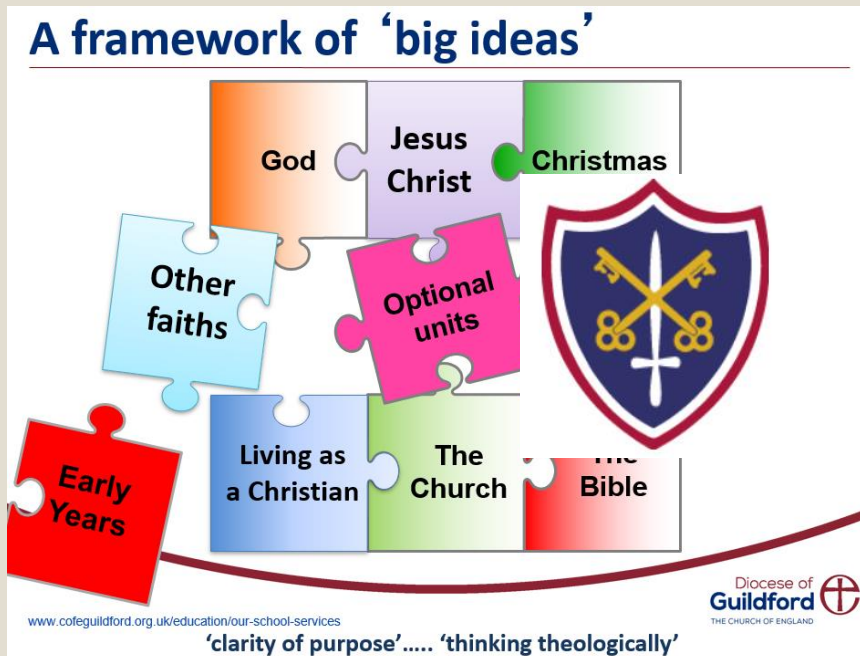 A framework of ‘big ideas’
God
Jesus
Christ
Christmas
Other
faiths
Optional
units
Early
Years
Living as
a Christian
The
Church
The
Bible
Diocese of
Guildford
THE CHURCH OF ENGLAND
www.cofeguildford.org.uk/education/our-school-services
‘clarity of purpose’..... ‘thinking theologically’